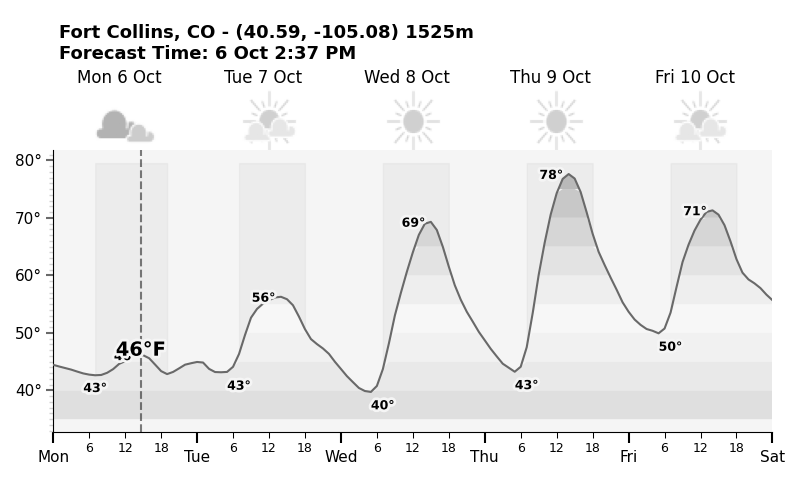 Fort Collins, CO - (40.59, -105.08) 1525m
Forecast Time: 6 Oct 2:37 PM
Mon 6 Oct Tue 7 Oct Wed 8 Oct Thu 9 Oct Fri 10 Oct
80°
70°
60°
50°
40°
78°
71°
69°
56°
46°F
50°
43° 43° 43°
40°
6 12 18 6 12 18 6 12 18 6 12 18 6 12 18
Mon Tue Wed Thu Fri Sat